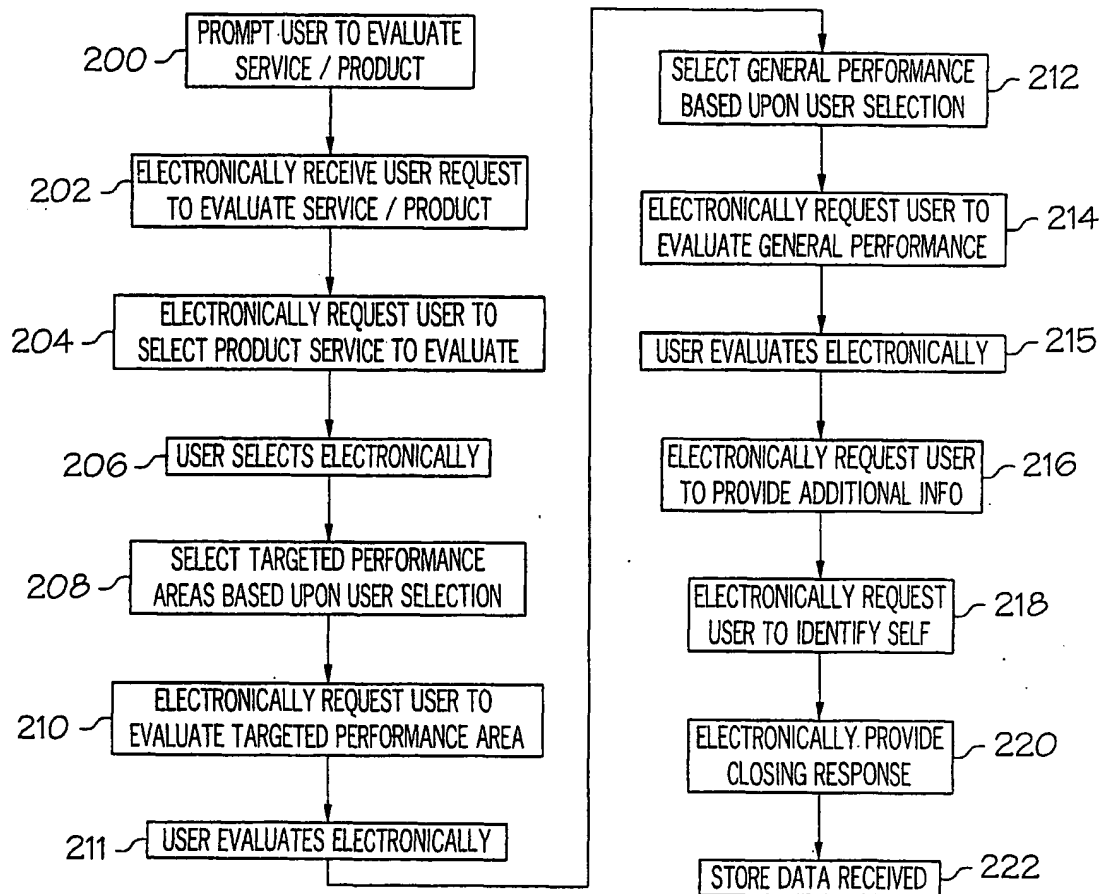 200
PROMPT USER TO EVALUATE
SERVICE / PRODUCT
202
ELECTRONICALLY RECEIVE USER REQUEST
TO EVALUATE SERVICE / PRODUCT
204
ELECTRONICALLY REQUEST USER TO
SELECT PRODUCT SERVICE TO EVALUATE
206
USER SELECTS ELECTRONICALLY
208
SELECT TARGETED PERFORMANCE
AREAS BASED UPON USER SELECTION
210
ELECTRONICALLY REQUEST USER TO
EVALUATE TARGETED PERFORMANCE AREA
211
USER EVALUATES ELECTRONICALLY
SELECT GENERAL PERFORMANCE
BASED UPON USER SELECTION
212
ELECTRONICALLY REQUEST USER TO
EVALUATE GENERAL PERFORMANCE
214
USER EVALUATES ELECTRONICALLY
215
ELECTRONICALLY REQUEST USER
TO PROVIDE ADDITIONAL INFO
216
ELECTRONICALLY REQUEST
USER TO IDENTIFY SELF
218
ELECTRONICALLY PROVIDE
CLOSING RESPONSE
220
STORE DATA RECEIVED
222